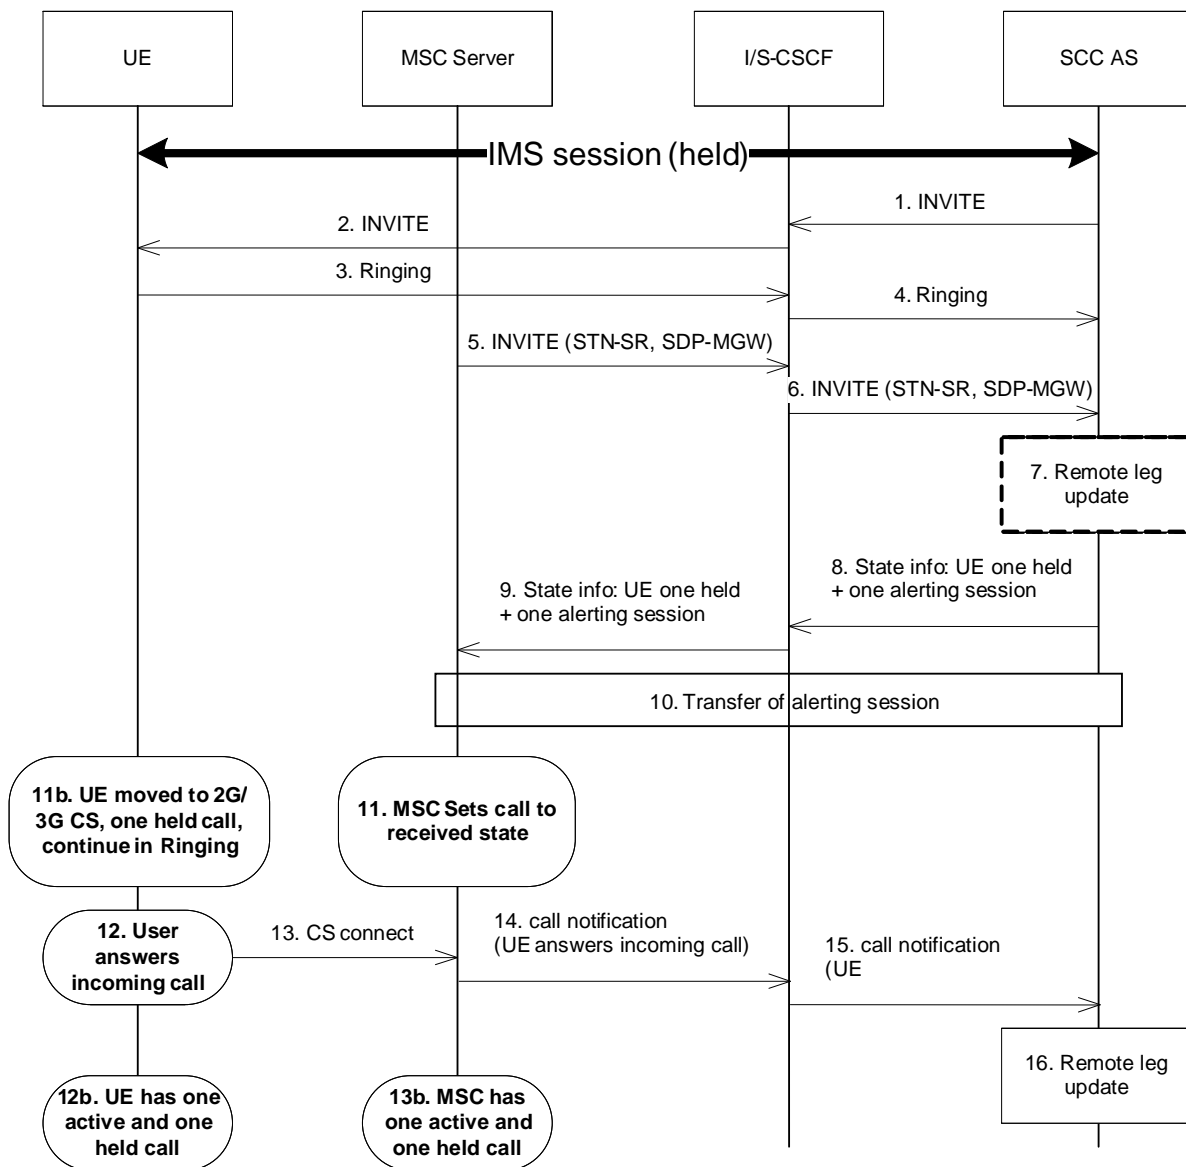 UE
MSC Server
I/S-CSCF
SCC AS
IMS session (held)
1. INVITE
2. INVITE
3. Ringing
4. Ringing
5. INVITE (STN-SR, SDP-MGW)
6. INVITE (STN-SR, SDP-MGW)
7. Remote leg
update
8. State info: UE one held
+ one alerting session
9. State info: UE one held
+ one alerting session
10. Transfer of alerting session
11b. UE moved to 2G/
3G CS, one held call,
continue in Ringing
11. MSC Sets call to
received state
12. User
answers
incoming call
13. CS connect
14. call notification
(UE answers incoming call)
15. call notification
(UE
16. Remote leg
update
12b. UE has one
active and one
held call
13b. MSC has
one active and
one held call